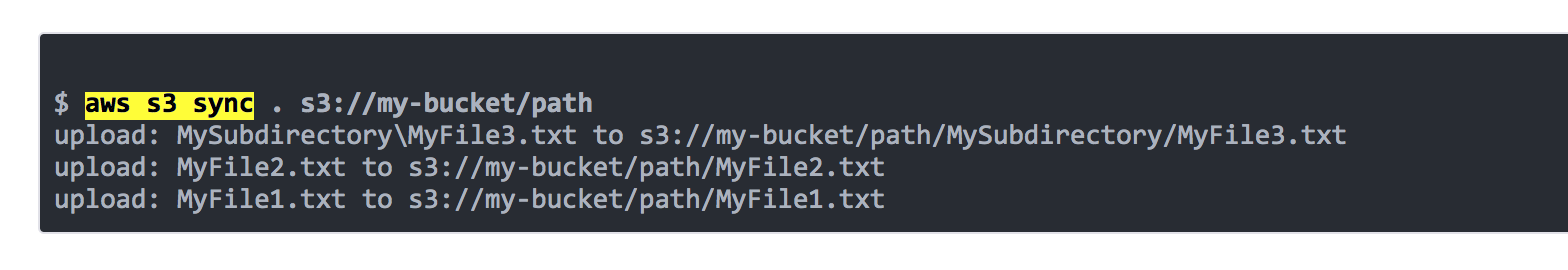 $ aws s3 sync . s3://my-bucket/path
upload: MySubdirectory\MyFile3.txt to s3://my-bucket/path/MySubdirectory/MyFile3.txt
upload: MyFile2.txt to s3://my-bucket/path/MyFile2.txt
upload: MyFile1.txt to s3://my-bucket/path/MyFile1.txt